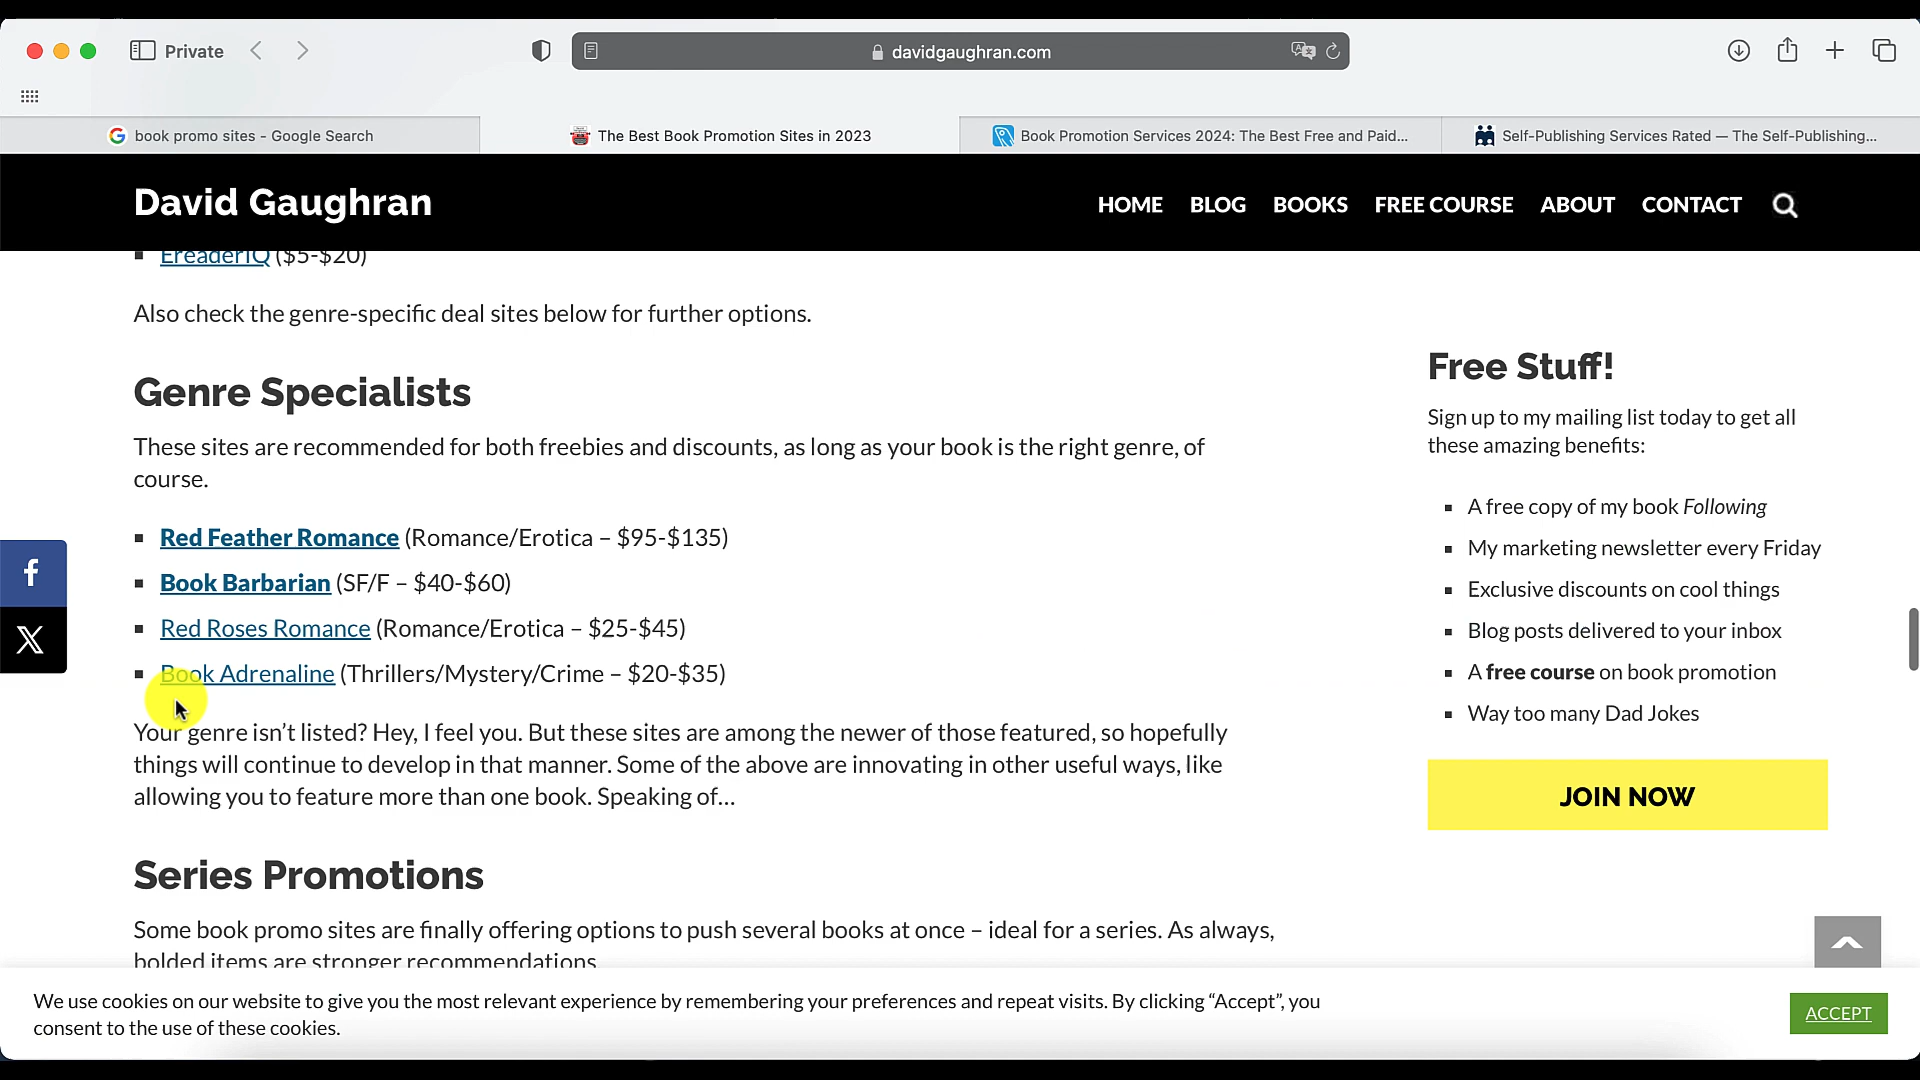 Private
davidgaughran.com
book promo sites - Google Search
The Best Book Promotion Sites in 2023
Book Promotion Services 2024: The Best Free and Paid...
Self-Publishing Services Rated — The Self-Publishing...
David Gaughran
HOME BLOG BOOKS FREE COURSE ABOUT CONTACT
EreaderIQ ($5-$20)
Also check the genre-specific deal sites below for further options.
Genre Specialists
These sites are recommended for both freebies and discounts, as long as your book is the right genre, of
course.
Red Feather Romance (Romance/Erotica – $95-$135)
Book Barbarian (SF/F – $40-$60)
Red Roses Romance (Romance/Erotica – $25-$45)
Book Adrenaline (Thrillers/Mystery/Crime – $20-$35)
Your genre isn't listed? Hey, I feel you. But these sites are among the newer of those featured, so hopefully
things will continue to develop in that manner. Some of the above are innovating in other useful ways, like
allowing you to feature more than one book. Speaking of…
Series Promotions
Some book promo sites are finally offering options to push several books at once – ideal for a series. As always,
bolded items are stronger recommendations
Free Stuff!
Sign up to my mailing list today to get all
these amazing benefits:
A free copy of my book Following
My marketing newsletter every Friday
Exclusive discounts on cool things
Blog posts delivered to your inbox
A free course on book promotion
Way too many Dad Jokes
JOIN NOW
We use cookies on our website to give you the most relevant experience by remembering your preferences and repeat visits. By clicking “Accept”, you
consent to the use of these cookies.
ACCEPT